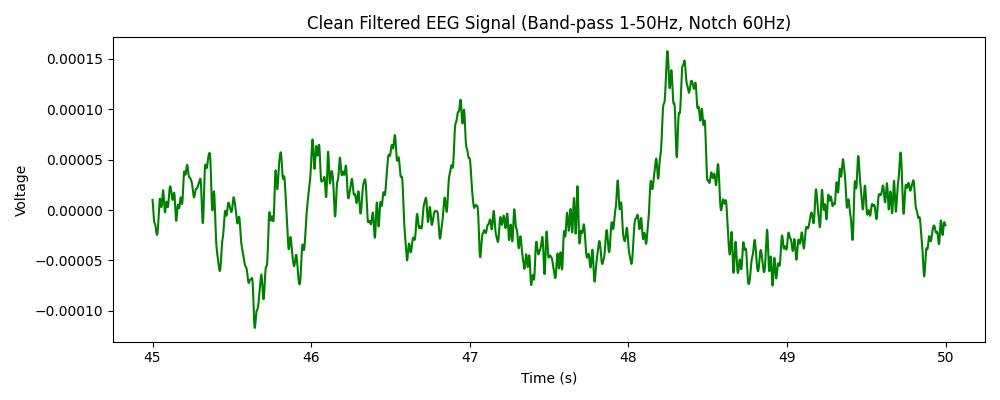 Clean Filtered EEG Signal (Band-pass 1-50Hz, Notch 60Hz)
0.00015
0.00010
0.00005
0.00000
−0.00005
−0.00010
Voltage
45 46 47 48 49 50
Time (s)